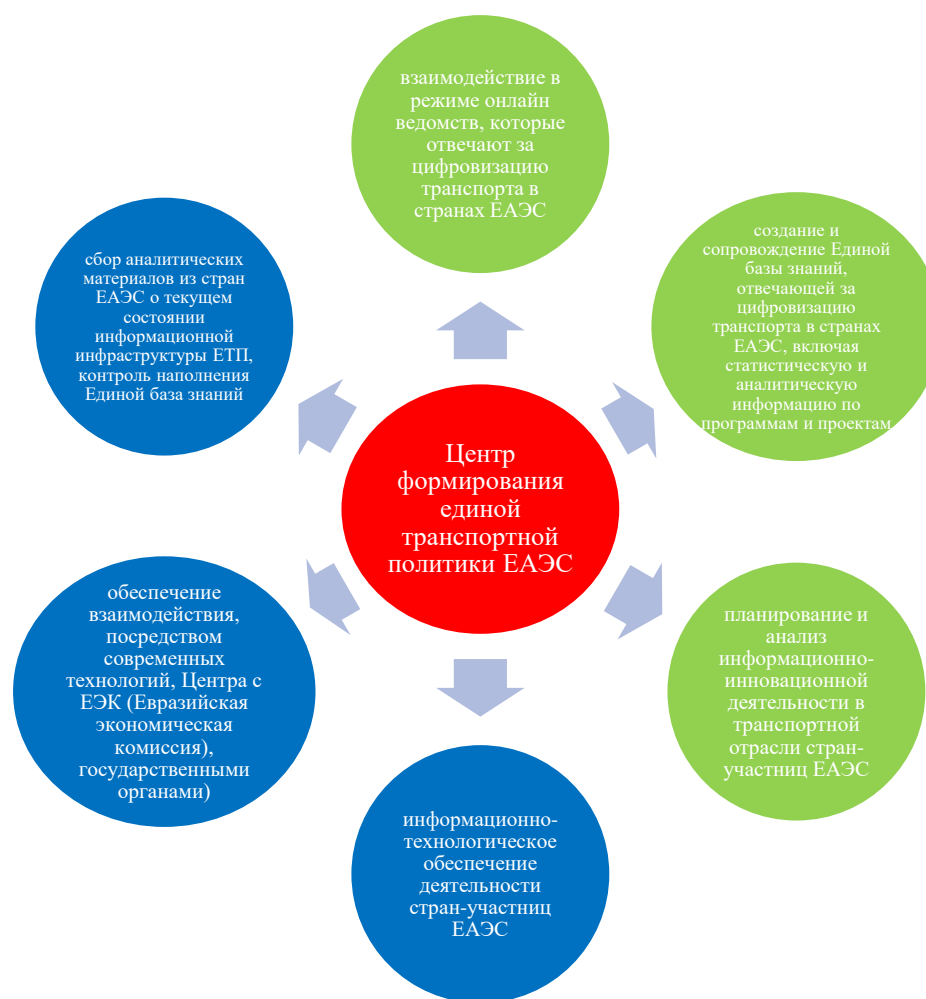 взаимодействие в
режиме онлайн
ведомств, которые
отвечают за
цифровизацию
транспорта в
странах ЕАЭС
создание и
сопровождение Единой
базы знаний,
отвечающей за
цифровизацию
транспорта в странах
ЕАЭС, включая
статистическую и
аналитическую
информацию по
программам и проектам
планирование и
анализ
информационно-
инновационной
деятельности в
транспортной
отрасли стран-
участниц ЕАЭС
информационно-
технологическое
обеспечение
деятельности
стран-участниц
ЕАЭС
обеспечение
взаимодействия,
посредством
современных
технологий, Центра с
ЕЭК (Евразийская
экономическая
комиссия),
государственными
органами)
сбор аналитических
материалов из стран
ЕАЭС о текущем
состоянии
информационной
инфраструктуры ЕТП,
контроль наполнения
Единой база знаний
Центр
формирования
единой
транспортной
политики ЕАЭС